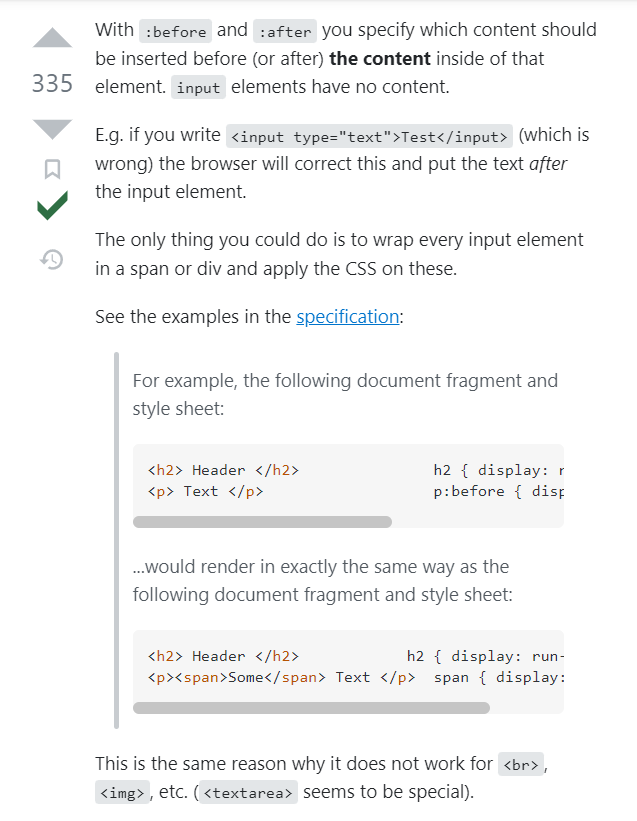 With :before and :after you specify which content should
be inserted before (or after) the content inside of that
335
element. input elements have no content.
E.g. if you write <input type="text">Test</input> (which is
wrong) the browser will correct this and put the text after
the input element.
The only thing you could do is to wrap every input element
in a span or div and apply the CSS on these.
See the examples in the specification:
For example, the following document fragment and
style sheet:
<h2> Header </h2>               h2 { display: r
<p> Text </p>                   p:before { disp
...would render in exactly the same way as the
following document fragment and style sheet:
<h2> Header </h2>            h2 { display: run-
<p><span>Some</span> Text </p>  span { display:
This is the same reason why it does not work for <br>,
<img>, etc. (<textarea> seems to be special).